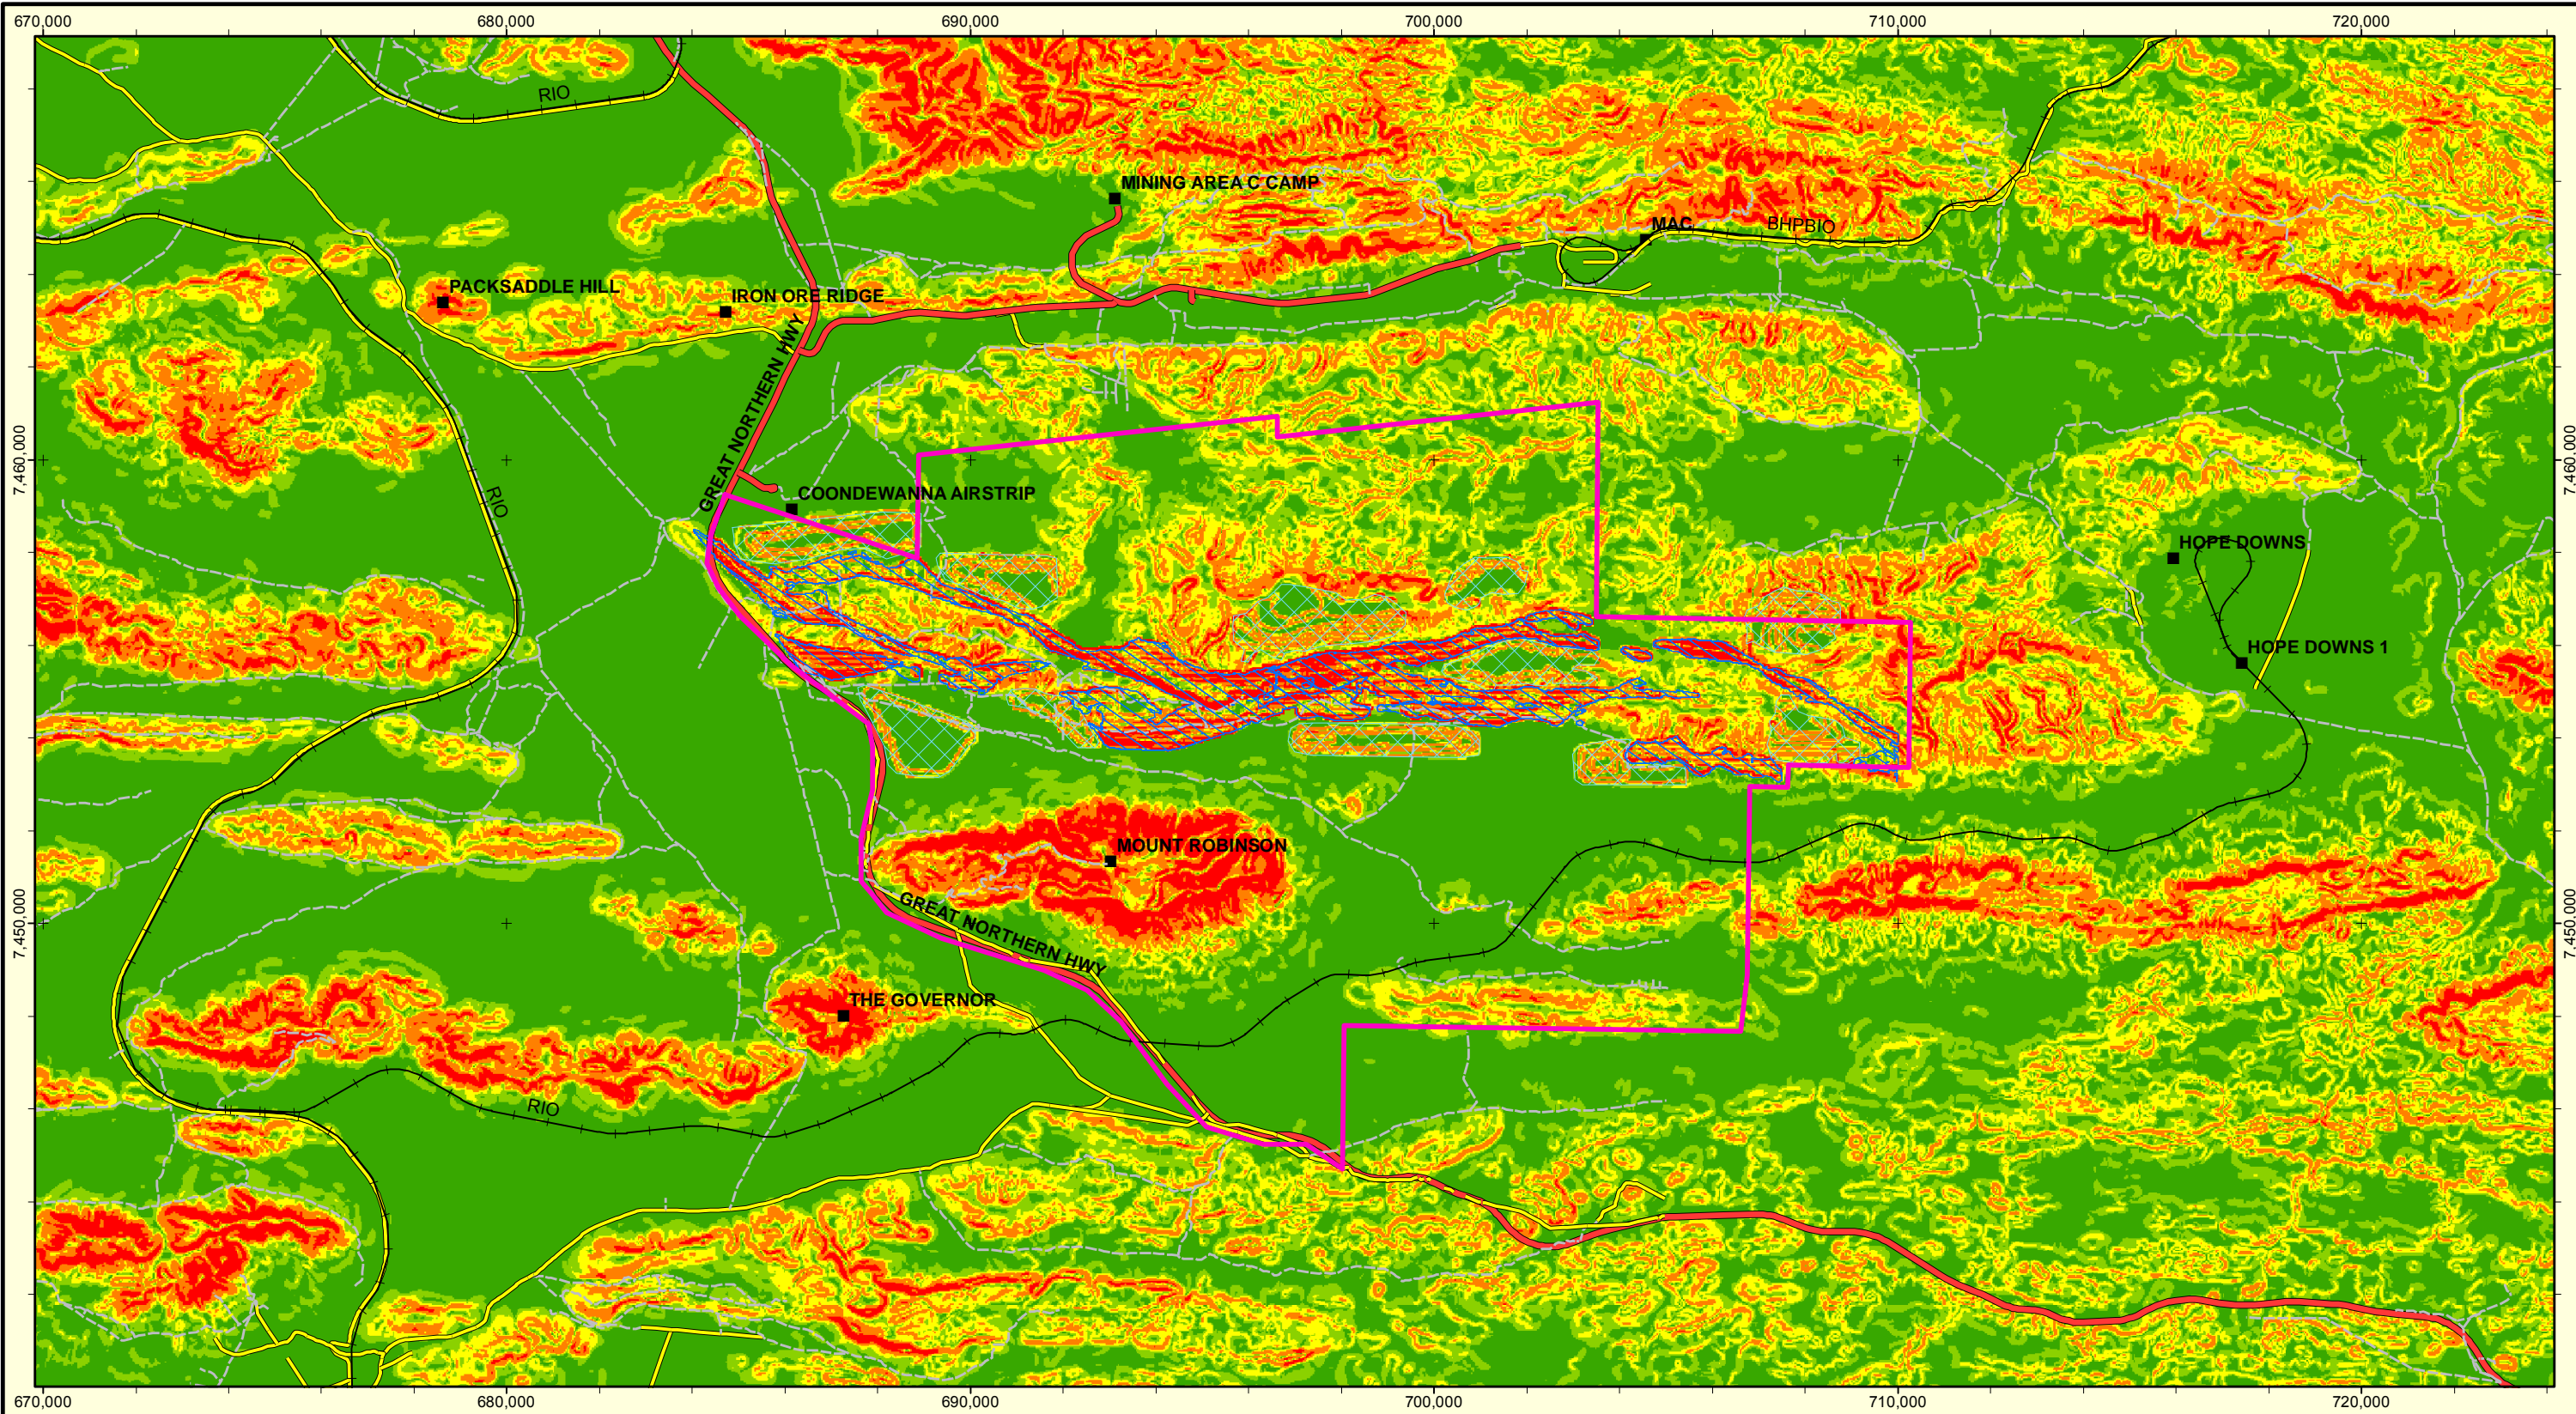 670,000
680,000
690,000
700,000
710,000
720,000
RIO
MINING AREA C CAMP
MAC
BHPBIO
PACKSADDLE HILL
IRON ORE RIDGE
GREAT NORTHERN HWY
7,460,000
7,460,000
RIO
COONDEWANNA AIRSTRIP
HOPE DOWNS
HOPE DOWNS 1
MOUNT ROBINSON
7,450,000
7,450,000
GREAT NORTHERN HWY
THE GOVERNOR
RIO
670,000
680,000
690,000
700,000
710,000
720,000